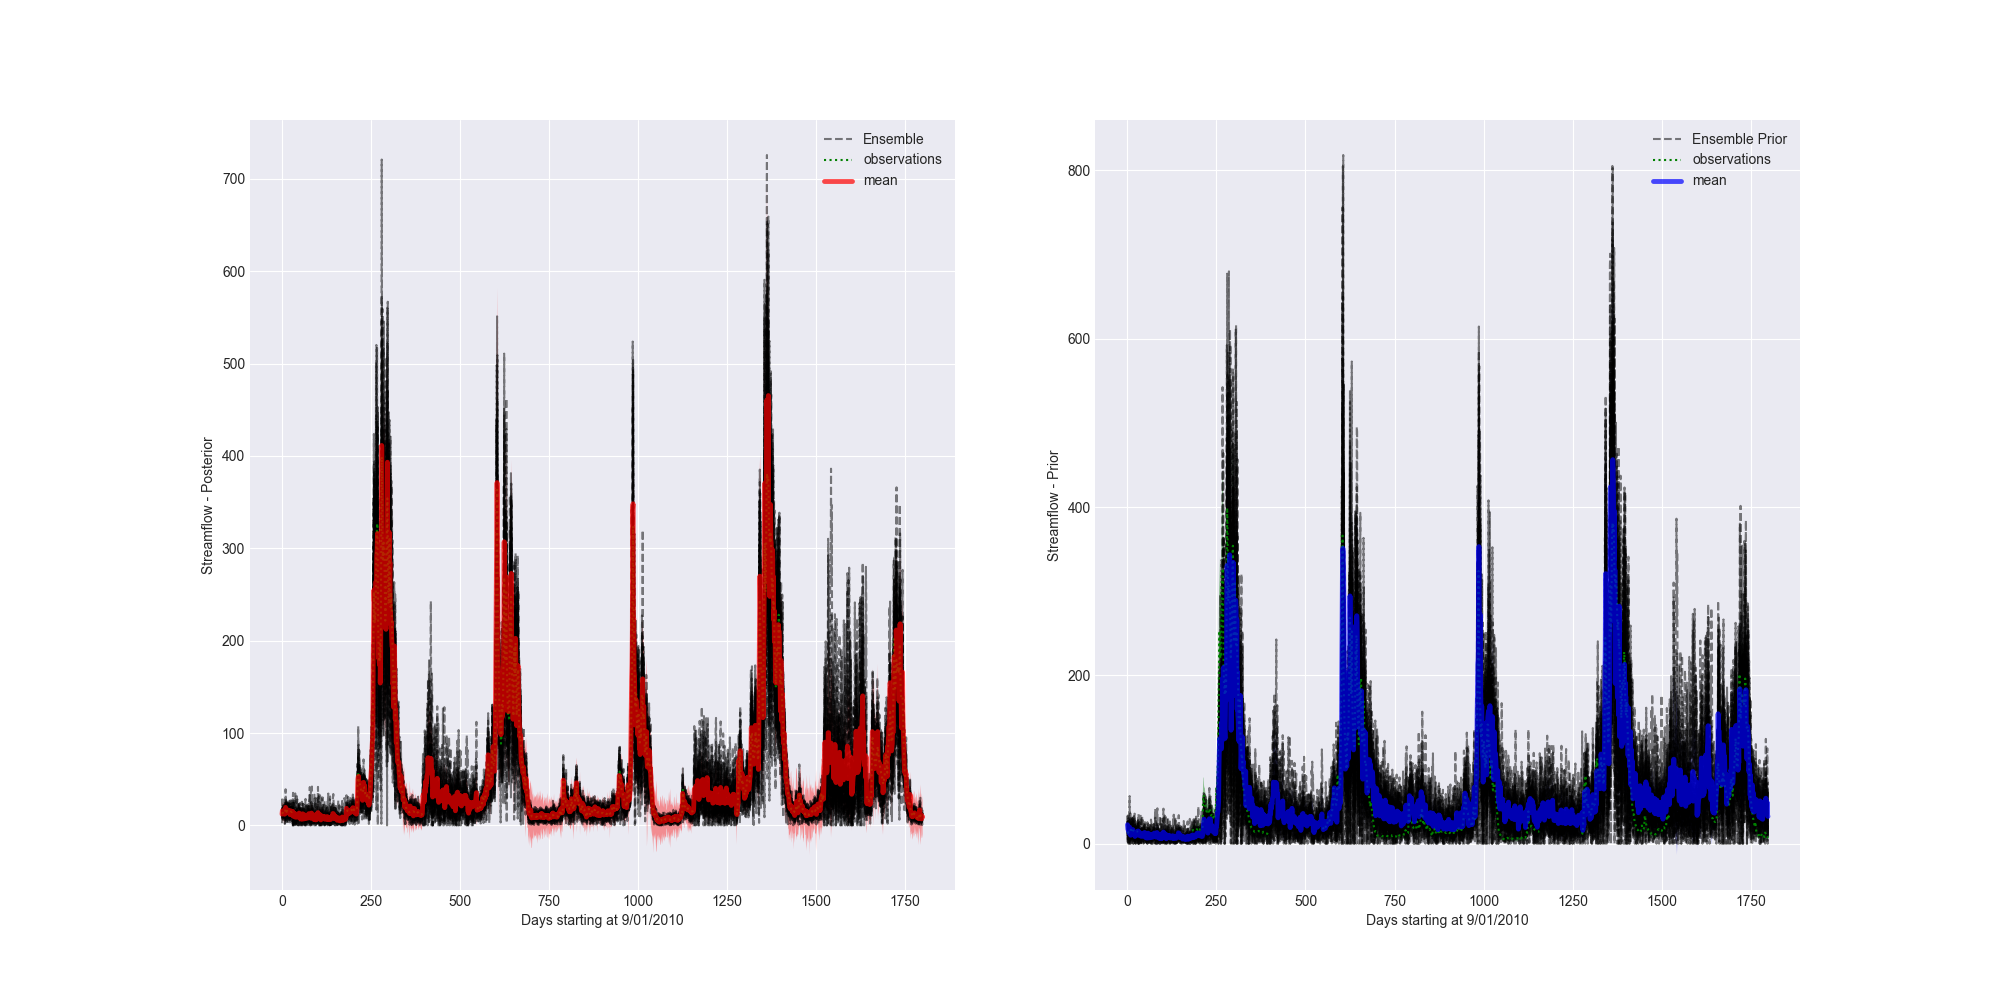 Streamflow - Posterior
700
600
500
400
300
200
100
0
Ensemble
observations
mean
0 250 500 750 1000 1250 1500 1750
Days starting at 9/01/2010
Streamflow - Prior
800
600
400
200
0
Ensemble Prior
observations
mean
0 250 500 750 1000 1250 1500 1750
Days starting at 9/01/2010